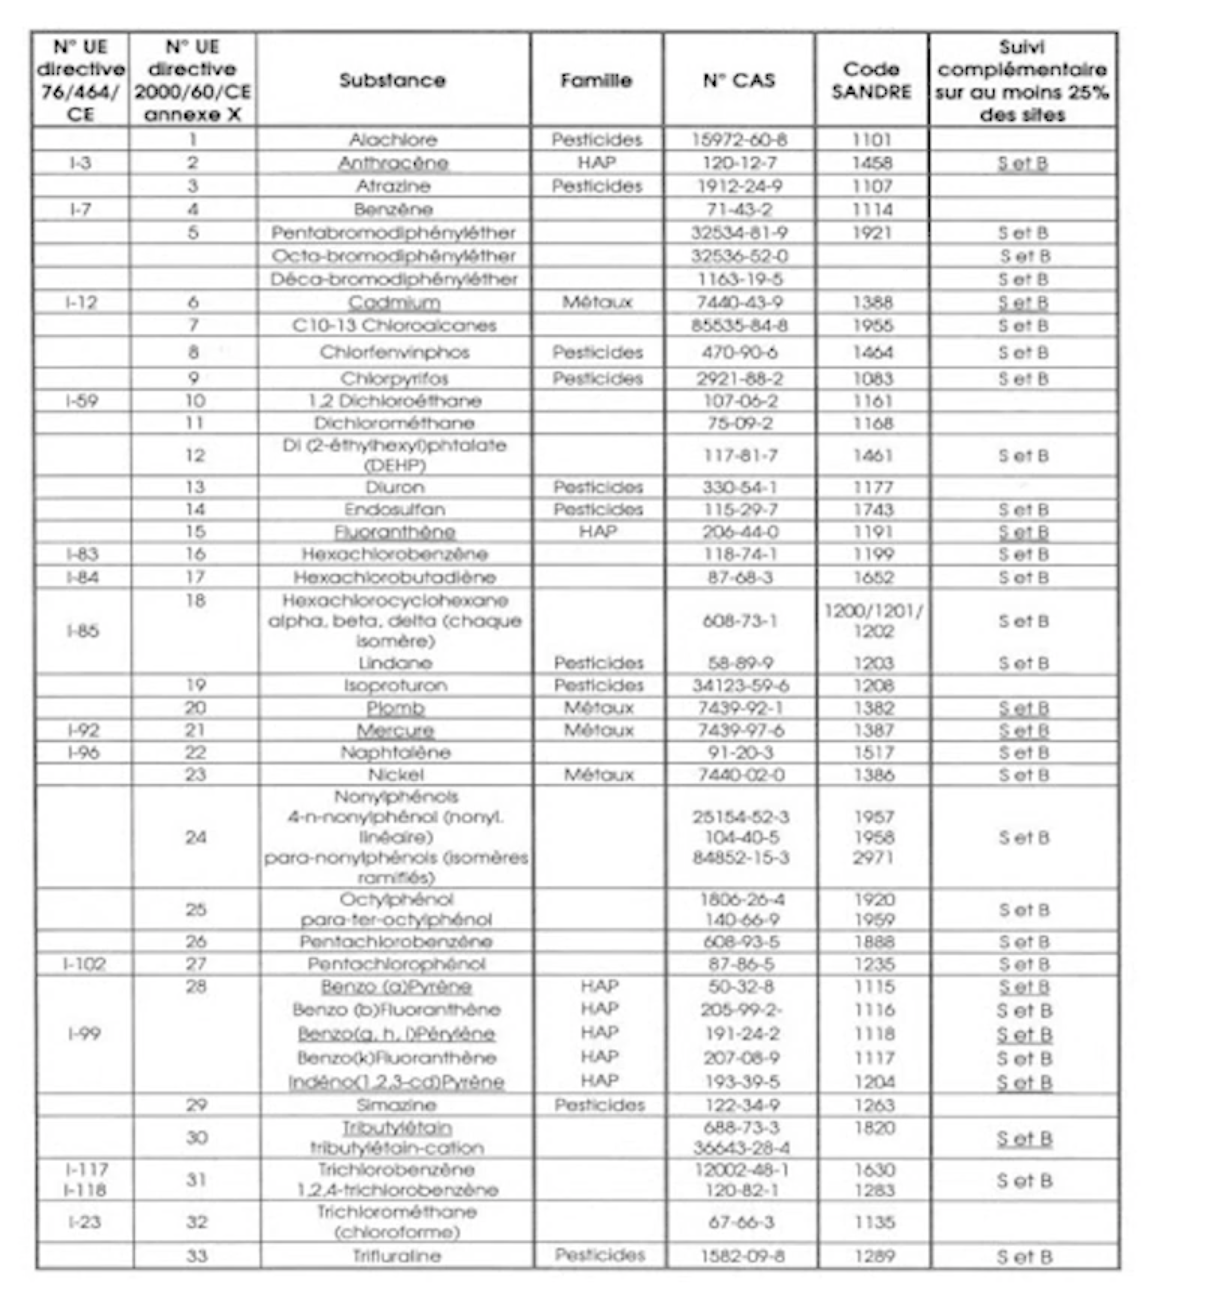 N° UE directive 76/464/ CE | N° UE directive 2000/60/CE annexe X | Substance | Famille | N° CAS | Code SANDRE | Suivi complémentaire sur au moins 25% des sites
1 | Alachlore | Pesticides | 15972-60-8 | 1101
I-3 | 2 | Anthracène | HAP | 120-12-7 | 1458 | S et B
3 | Atrazine | Pesticides | 1912-24-9 | 1107
I-7 | 4 | Benzène | 71-43-2 | 1114
5 | Pentabromodiphényléther | 32534-81-9 | 1921 | S et B
Octa-bromodiphényléther | 32536-52-0 | S et B
Déca-bromodiphényléther | 1163-19-5 | S et B
I-12 | 6 | Cadmium | Métaux | 7440-43-9 | 1388 | S et B
7 | C10-13 Chloroalcanes | 85535-84-8 | 1955 | S et B
8 | Chlorfenvinphos | Pesticides | 470-90-6 | 1464 | S et B
9 | Chlorpyrifos | Pesticides | 2921-88-2 | 1083 | S et B
I-59 | 10 | 1,2 Dichloroéthane | 107-06-2 | 1161
11 | Dichlorométhane | 75-09-2 | 1168
12 | Di (2-éthylhexyl)phtalate (DEHP) | 117-81-7 | 1461 | S et B
13 | Diuron | Pesticides | 330-54-1 | 1177
14 | Endosulfan | Pesticides | 115-29-7 | 1743 | S et B
15 | Fluoranthène | HAP | 206-44-0 | 1191 | S et B
I-83 | 16 | Hexachlorobenzène | 118-74-1 | 1199 | S et B
I-84 | 17 | Hexachlorobutadiène | 87-68-3 | 1652 | S et B
I-85 | 18 | Hexachlorocyclohexane alpha, beta, delta (chaque isomère) | 608-73-1 | 1200/1201/ 1202 | S et B
Lindane | Pesticides | 58-89-9 | 1203 | S et B
19 | Isoproturon | Pesticides | 34123-59-6 | 1208
20 | Plomb | Métaux | 7439-92-1 | 1382 | S et B
I-92 | 21 | Mercure | Métaux | 7439-97-6 | 1387 | S et B
I-96 | 22 | Naphtalène | 91-20-3 | 1517 | S et B
23 | Nickel | Métaux | 7440-02-0 | 1386 | S et B
Nonylphénols
4-n-nonylphénol (nonyl. | 25154-52-3 | 1957
24 | linéaire) | 104-40-5 | 1958 | S et B
para-nonylphénols (isomères | 84852-15-3 | 2971
ramifiés)
25 | Octylphénol | 1806-26-4 | 1920 | S et B
para-ter-octylphénol | 140-66-9 | 1959
26 | Pentachlorobenzène | 608-93-5 | 1888 | S et B
I-102 | 27 | Pentachlorophénol | 87-86-5 | 1235 | S et B
28 | Benzo (a)Pyrène | HAP | 50-32-8 | 1115 | S et B
Benzo (b)Fluoranthène | HAP | 205-99-2- | 1116 | S et B
I-99 | Benzo(g, h, i)Pérylène | HAP | 191-24-2 | 1118 | S et B
Benzo(k)Fluoranthène | HAP | 207-08-9 | 1117 | S et B
Indéno(1,2,3-cd)Pyrène | HAP | 193-39-5 | 1204 | S et B
29 | Simazine | Pesticides | 122-34-9 | 1263
30 | Tributylétain | 688-73-3 | 1820 | S et B
tributylétain-cation | 36643-28-4
I-117 | 31 | Trichlorobenzène | 12002-48-1 | 1630 | S et B
I-118 | 1,2,4-trichlorobenzène | 120-82-1 | 1283
I-23 | 32 | Trichlorométhane (chloroforme) | 67-66-3 | 1135
33 | Trifluraline | Pesticides | 1582-09-8 | 1289 | S et B